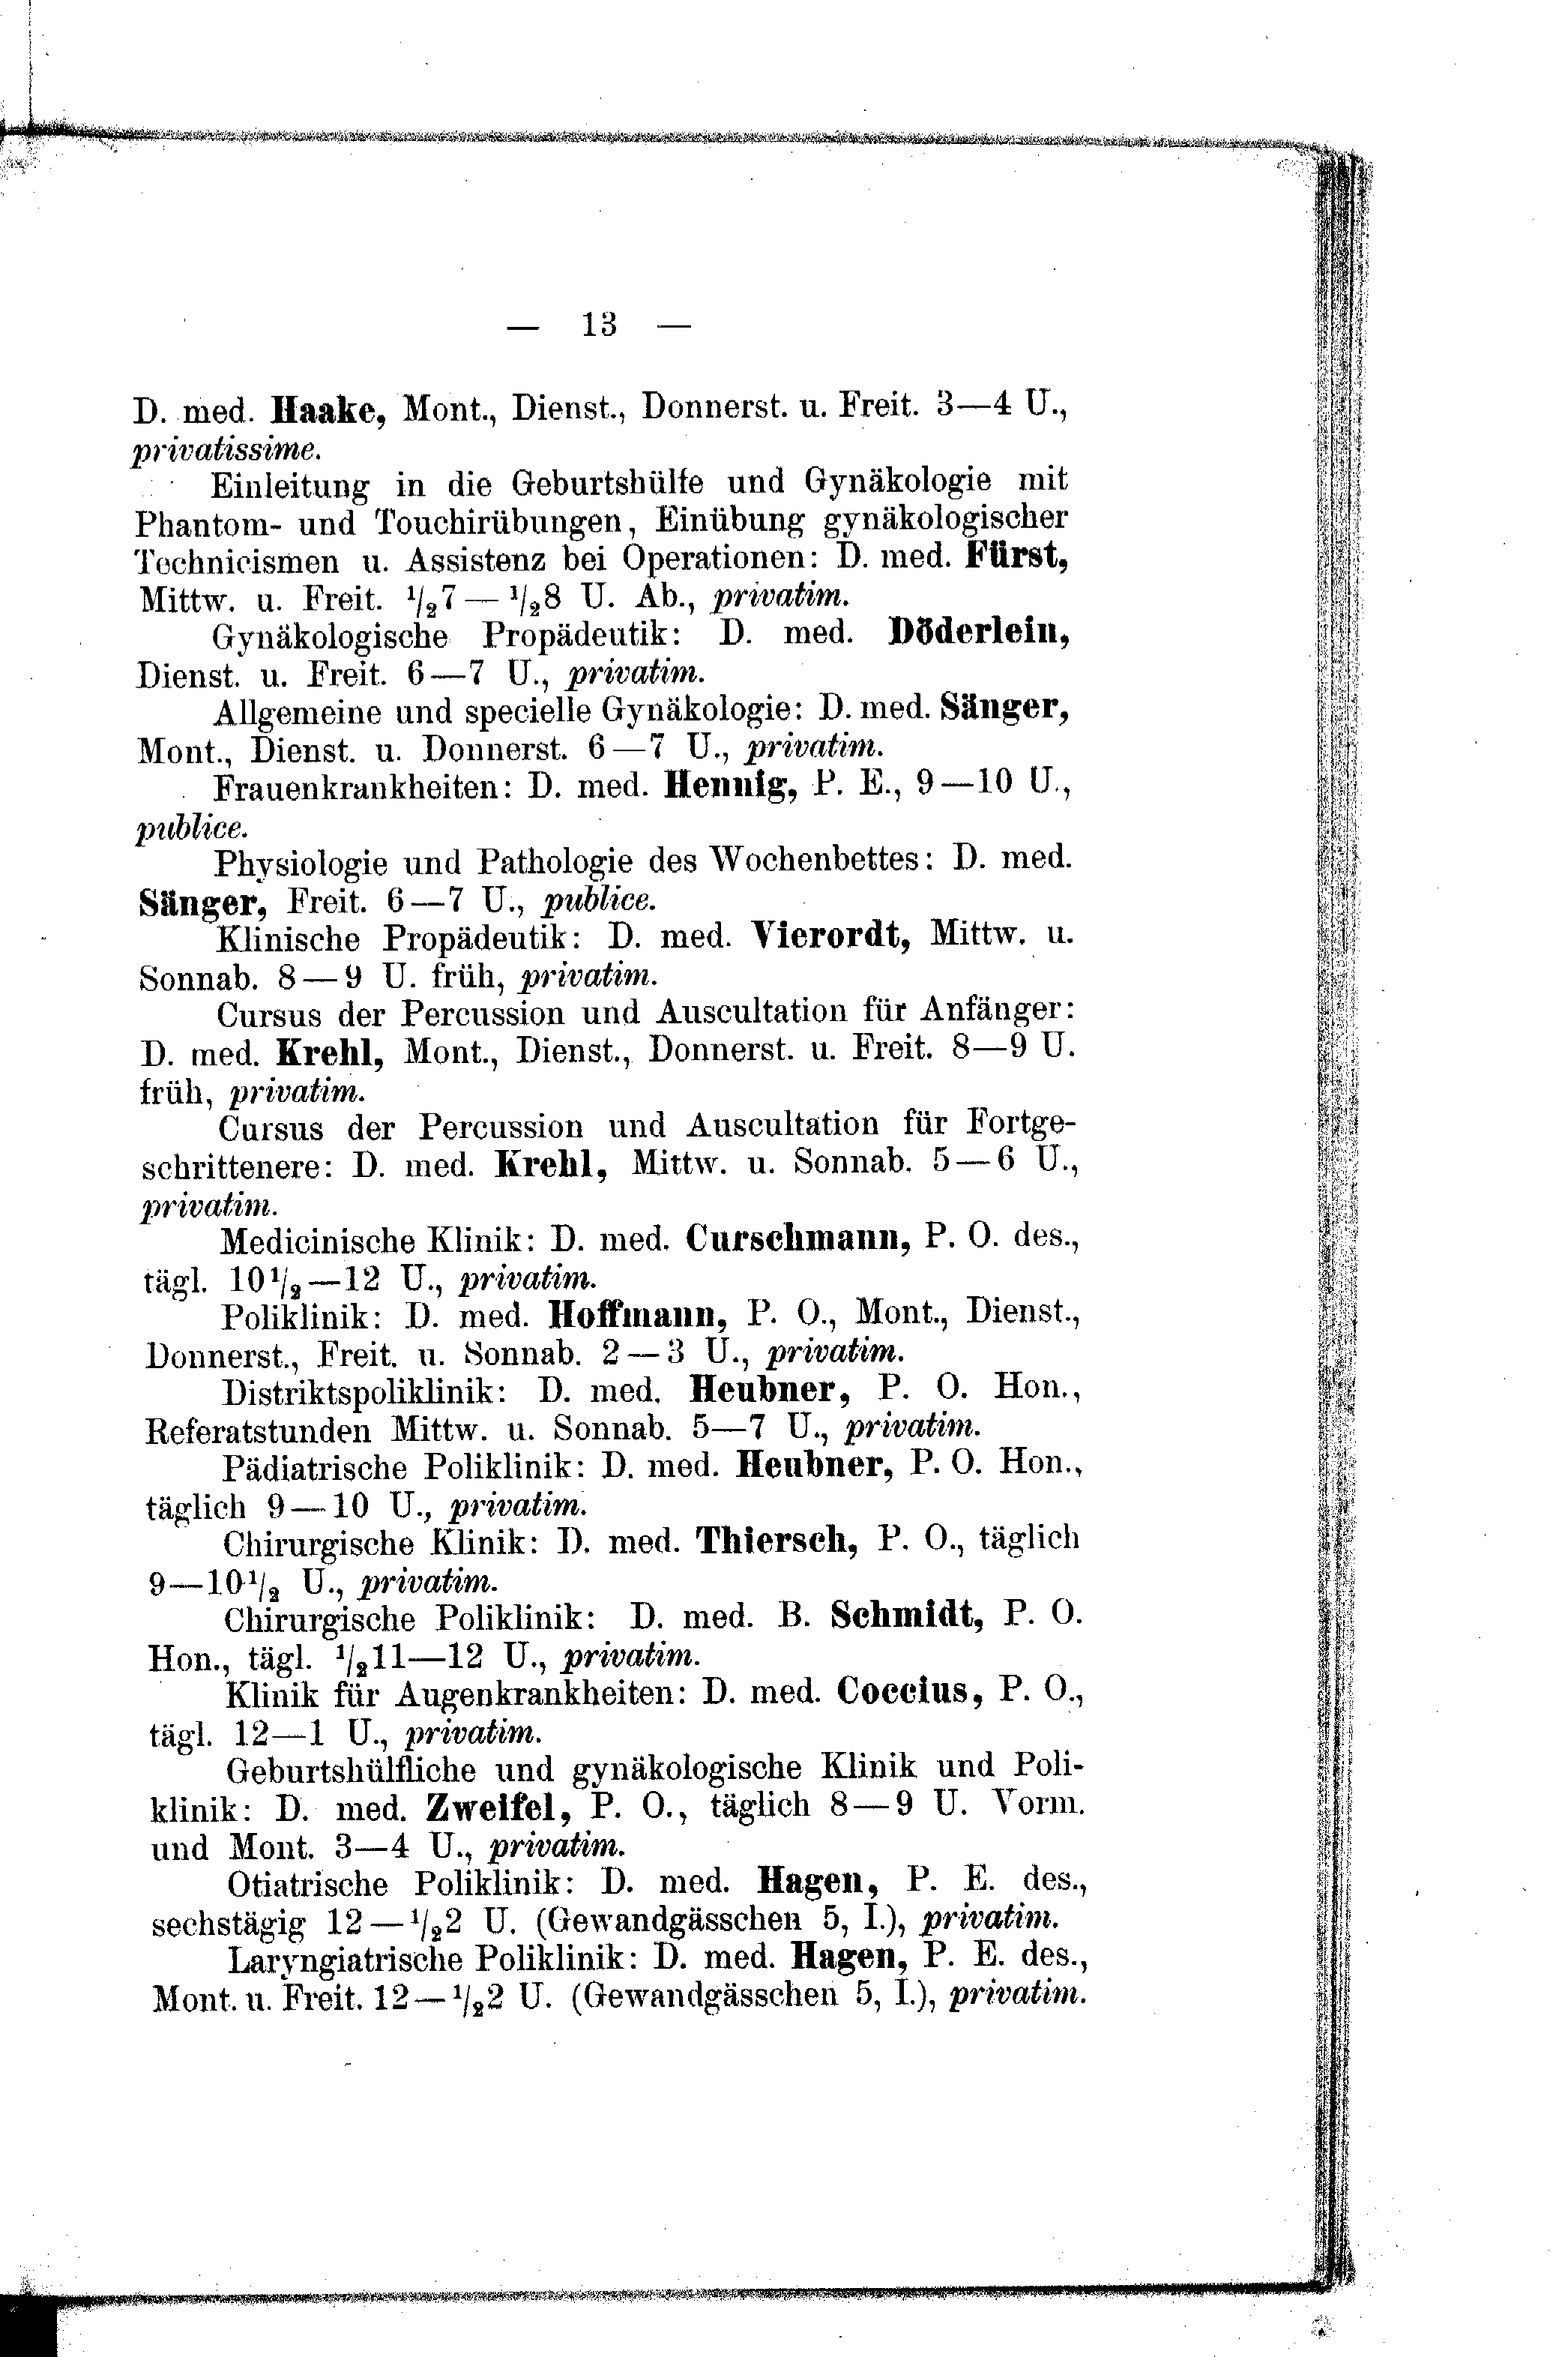 — 13 —
D. med. Haake, Mont., Dienst., Donnerst. u. Freit. 3—4 U.,
privatissime.
Einleitung in die Geburtshülfe und Gynäkologie mit
Phantom- und Touchirübungen, Einübung gynäkologischer
Technicismen u. Assistenz bei Operationen: D. med. Fürst,
Mittw. u. Freit. 1/2 7 — 1/2 8 U. Ab., privatim.
Gynäkologische Propädeutik: D. med. Döderlein,
Dienst. u. Freit. 6—7 U., privatim.
Allgemeine und specielle Gynäkologie: D. med. Sänger,
Mont., Dienst. u. Donnerst. 6—7 U., privatim.
Frauenkrankheiten: D. med. Hennig, P. E., 9—10 U.,
publice.
Physiologie und Pathologie des Wochenbettes: D. med.
Sänger, Freit. 6—7 U., publice.
Klinische Propädeutik: D. med. Vierordt, Mittw. u.
Sonnab. 8—9 U. früh, privatim.
Cursus der Percussion und Auscultation für Anfänger:
D. med. Krehl, Mont., Dienst., Donnerst. u. Freit. 8—9 U.
früh, privatim.
Cursus der Percussion und Auscultation für Fortge-
schrittenere: D. med. Krehl, Mittw. u. Sonnab. 5—6 U.,
privatim.
Medicinische Klinik: D. med. Curschmann, P. O. des.,
tägl. 10 1/2—12 U., privatim.
Poliklinik: D. med. Hoffmann, P. O., Mont., Dienst.,
Donnerst., Freit. u. Sonnab. 2—3 U., privatim.
Distriktspoliklinik: D. med. Heubner, P. O. Hon.,
Referatstunden Mittw. u. Sonnab. 5—7 U., privatim.
Pädiatrische Poliklinik: D. med. Heubner, P. O. Hon.,
täglich 9—10 U., privatim.
Chirurgische Klinik: D. med. Thiersch, P. O., täglich
9—10 1/2 U., privatim.
Chirurgische Poliklinik: D. med. B. Schmidt, P. O.
Hon., tägl. 1/2 11—12 U., privatim.
Klinik für Augenkrankheiten: D. med. Coccius, P. O.,
tägl. 12—1 U., privatim.
Geburtshülfliche und gynäkologische Klinik und Poli-
klinik: D. med. Zweifel, P. O., täglich 8—9 U. Vorm.
und Mont. 3—4 U., privatim.
Otiatrische Poliklinik: D. med. Hagen, P. E. des.,
sechstägig 12—1/2 2 U. (Gewandgässchen 5, I.), privatim.
Laryngiatrische Poliklinik: D. med. Hagen, P. E. des.,
Mont. u. Freit. 12—1/2 2 U. (Gewandgässchen 5, I.), privatim.